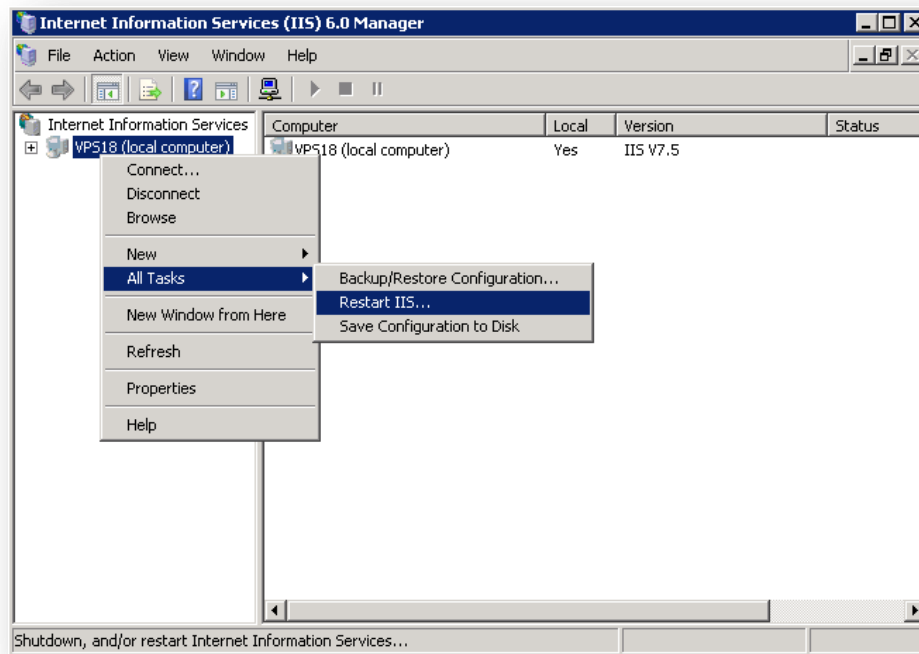 Internet Information Services (IIS) 6.0 Manager
File Action View Window Help
Internet Information Services
VPS18 (local computer)
Computer Local Version Status
VPS18 (local computer) Yes IIS V7.5
Connect...
Disconnect
Browse
New
All Tasks
New Window from Here
Refresh
Properties
Help
Backup/Restore Configuration...
Restart IIS...
Save Configuration to Disk
Shutdown, and/or restart Internet Information Services...